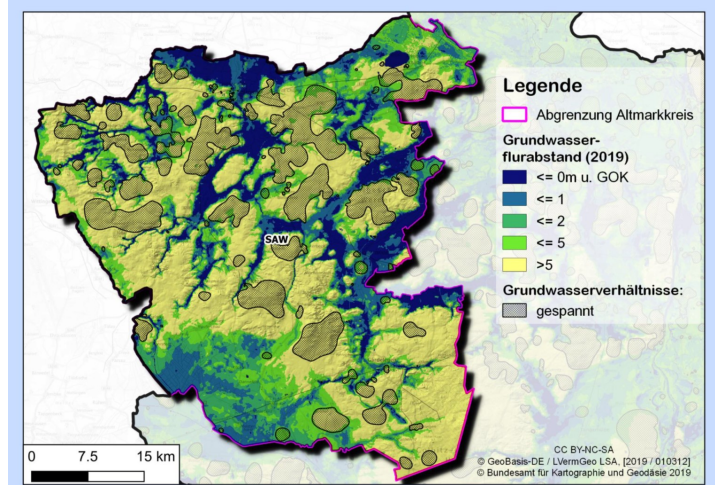 Legende
Abgrenzung Altmarkkreis
Grundwasser-
flurabstand (2019)
<= 0m u. GOK
<= 1
<= 2
<= 5
>5
Grundwasserverhältnisse:
gespannt
SAW
0 7.5 15 km
CC BY-NC-SA
© GeoBasis-DE / LVermGeo LSA, [2019 / 010312]
© Bundesamt für Kartographie und Geodäsie 2019